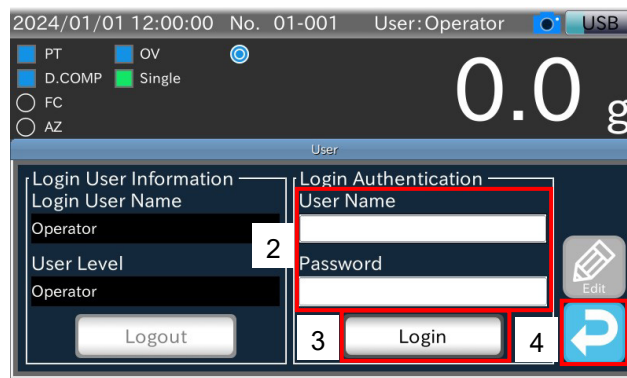 2024/01/01 12:00:00 No. 01-001 User:Operator USB
PT OV
D.COMP Single
FC
AZ
0.0 g
User
Login User Information
Login User Name
Operator
User Level
Operator
Logout
Login Authentication
User Name
2
Password
3 Login 4
Edit